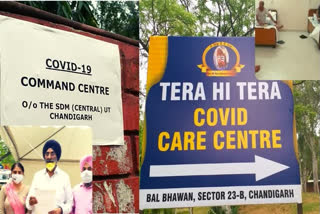 COVID-19
COMMAND CENTRE
O/o THE SDM (CENTRAL) UT
CHANDIGARH
TERA HI TERA
COVID
CARE CENTRE
BAL BHAWAN, SECTOR 23-B, CHANDIGARH